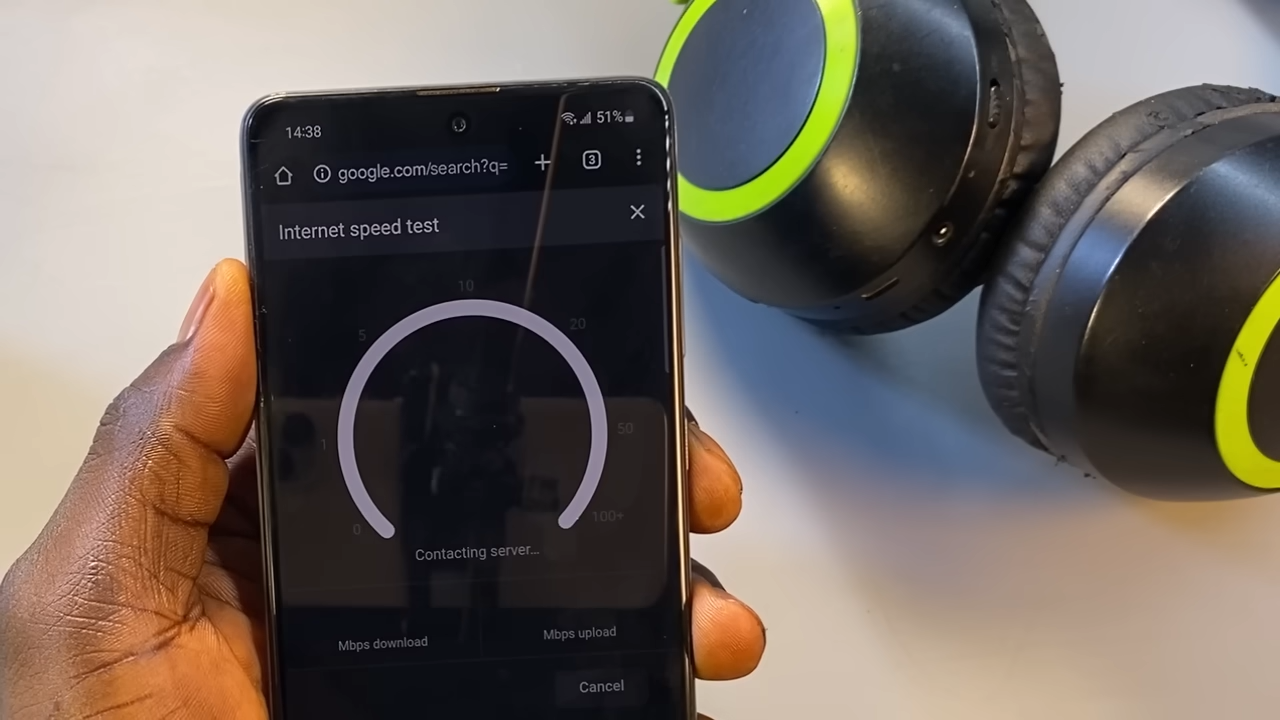 14:38 51%
google.com/search?q= 3
Internet speed test
10
5 20
1 50
0 100+
Contacting server...
Mbps download Mbps upload
Cancel